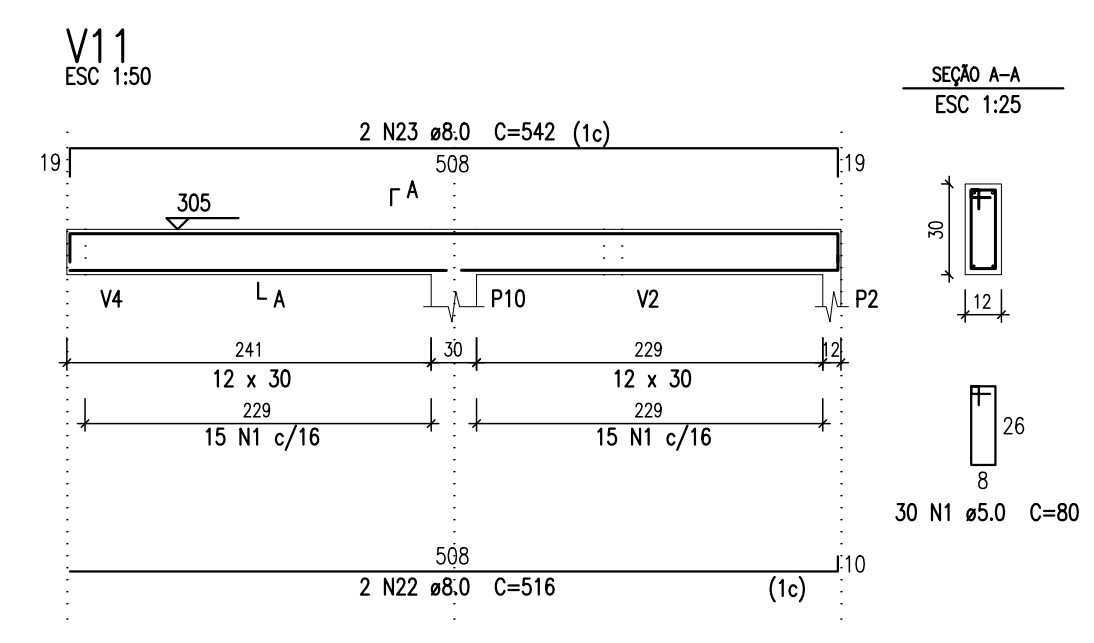 V11
ESC 1:50
SEÇÃO A-A
ESC 1:25
2 N23 ø8.0 C=542 (1c)
19
508
19
A
305
30
12
V4
A
P10
V2
P2
241
30
229
12
12 x 30
12 x 30
229
229
15 N1 c/16
15 N1 c/16
26
8
30 N1 ø5.0 C=80
508
10
2 N22 ø8.0 C=516 (1c)